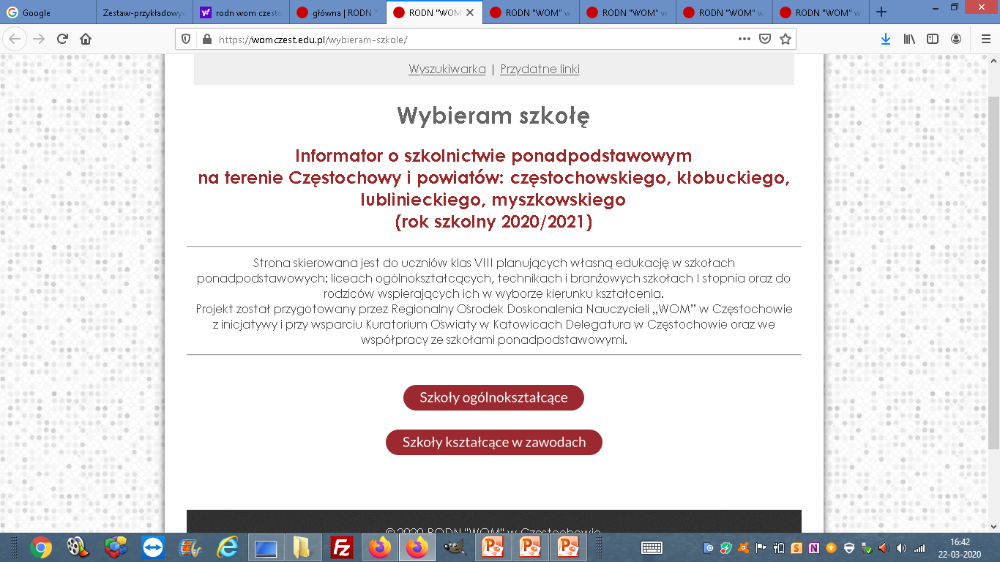 Google
Zestaw-przykładowyc
rodn wom często
główna | RODN "
RODN "WOM
RODN "WOM" w
RODN "WOM" w
RODN "WOM" w
RODN "WOM" w
https://womczest.edu.pl/wybieram-szkole/
Wyszukiwarka | Przydatne linki
Wybieram szkołę
Informator o szkolnictwie ponadpodstawowym
na terenie Częstochowy i powiatów: częstochowskiego, kłobuckiego,
lublinieckiego, myszkowskiego
(rok szkolny 2020/2021)
Strona skierowana jest do uczniów klas VIII planujących własną edukację w szkołach
ponadpodstawowych: liceach ogólnokształcących, technikach i branżowych szkołach I stopnia oraz do
rodziców wspierających ich w wyborze kierunku kształcenia.
Projekt został przygotowany przez Regionalny Ośrodek Doskonalenia Nauczycieli „WOM” w Częstochowie
z inicjatywy i przy wsparciu Kuratorium Oświaty w Katowicach Delegatura w Częstochowie oraz we
współpracy ze szkołami ponadpodstawowymi.
Szkoły ogólnokształcące
Szkoły kształcące w zawodach
© 2020 RODN "WOM" w Częstochowie
16:42
22-03-2020